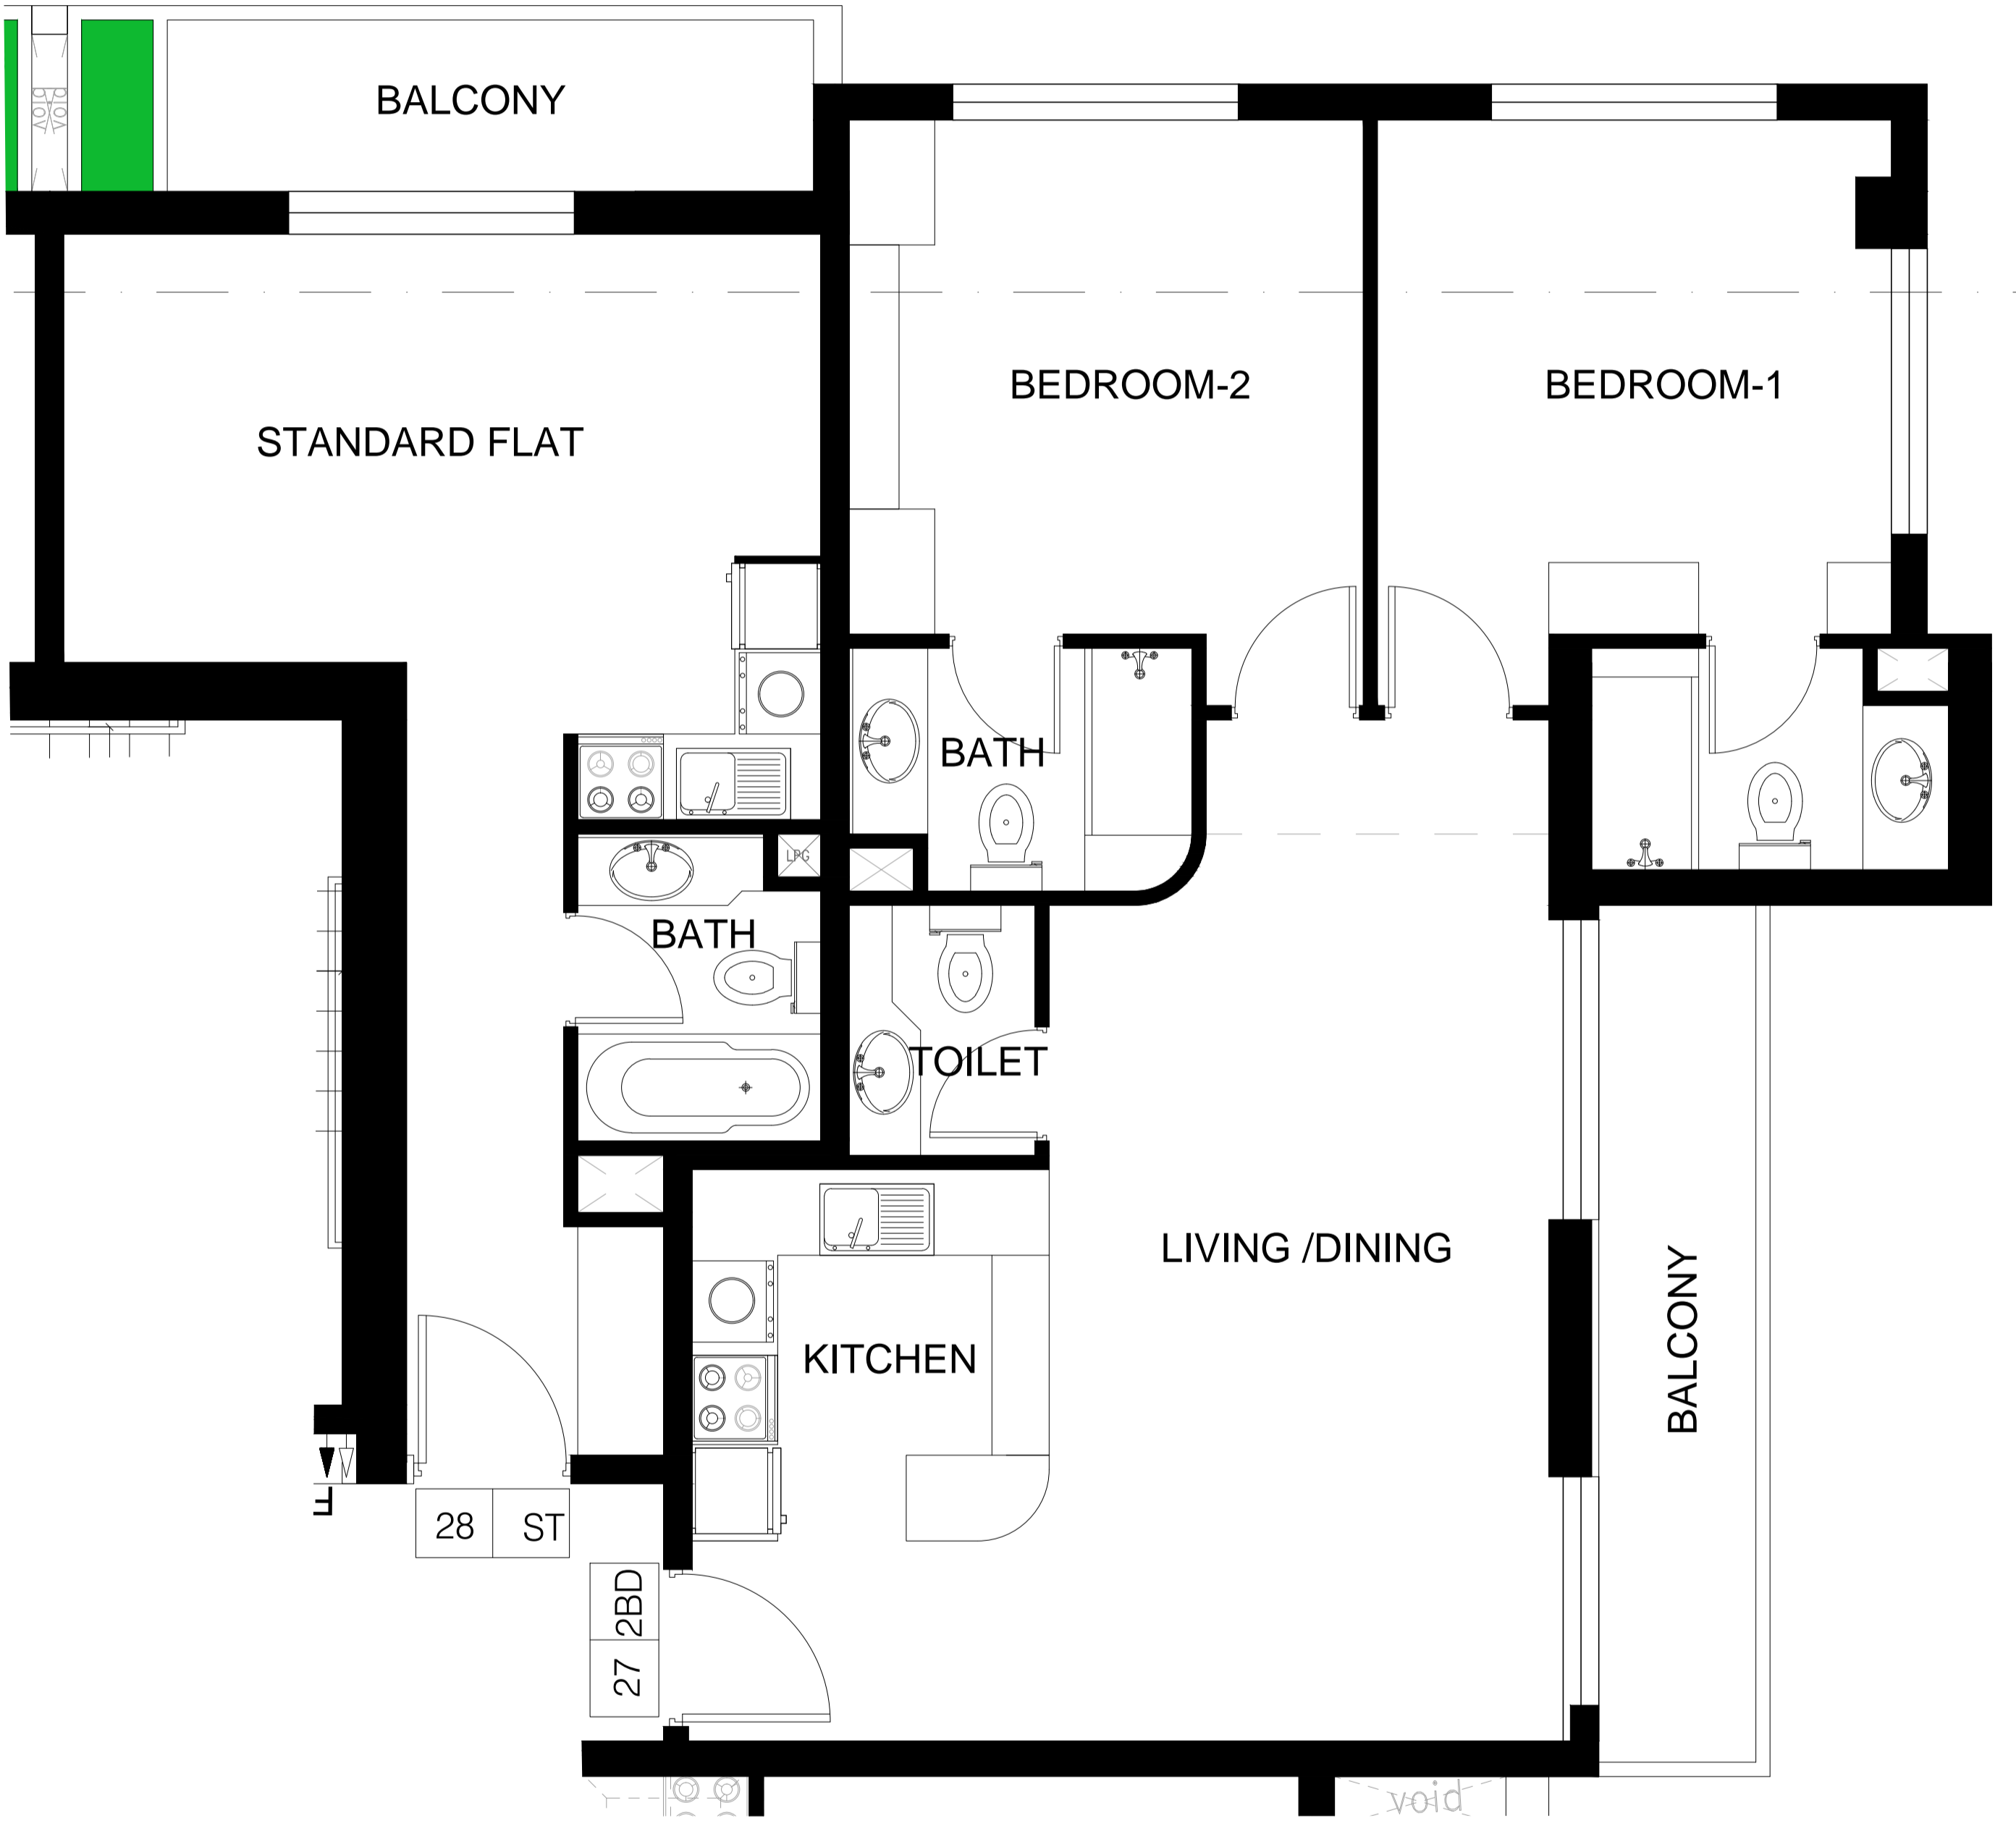 BALCONY
BEDROOM-2
BEDROOM-1
STANDARD FLAT
BATH
LPG
BATH
TOILET
LIVING /DINING
BALCONY
KITCHEN
28 ST
27 2BD
void